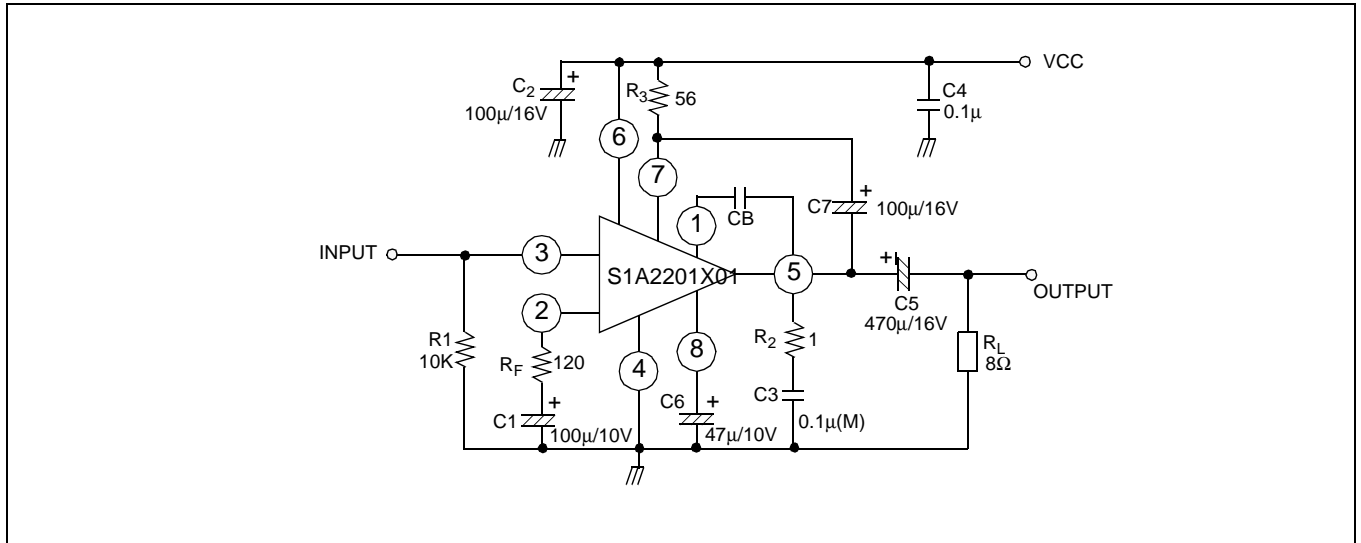 VCC
C2 +
100µ/16V
R3 56
C4
0.1µ
6
7
1
CB
+
C7 100µ/16V
INPUT
3
S1A2201X01
5
+
C5
470µ/16V
OUTPUT
2
R1
10K
RF 120
+
C1
100µ/10V
4
8
C6 +
47µ/10V
R2 1
C3
0.1µ(M)
RL
8Ω